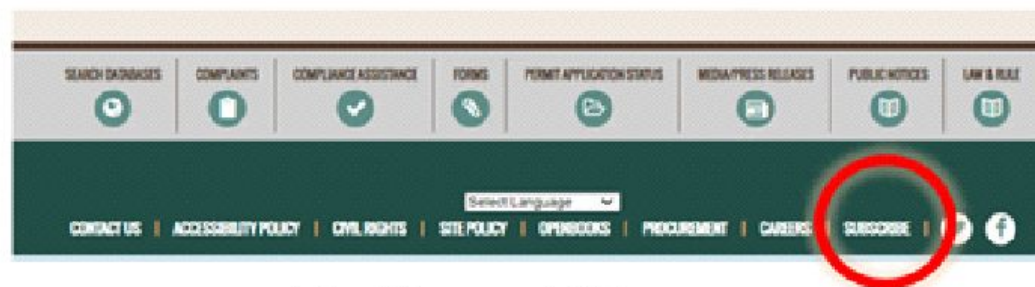 SEARCH DATABASES COMPLAINTS COMPLIANCE ASSISTANCE FORMS PERMIT APPLICATION STATUS MEDIA/PRESS RELEASES PUBLIC NOTICES LAW & RULE
Select Language
CONTACT US | ACCESSIBILITY POLICY | CIVIL RIGHTS | SITE POLICY | OPENBOOKS | PROCUREMENT | CAREERS | SUBSCRIBE |